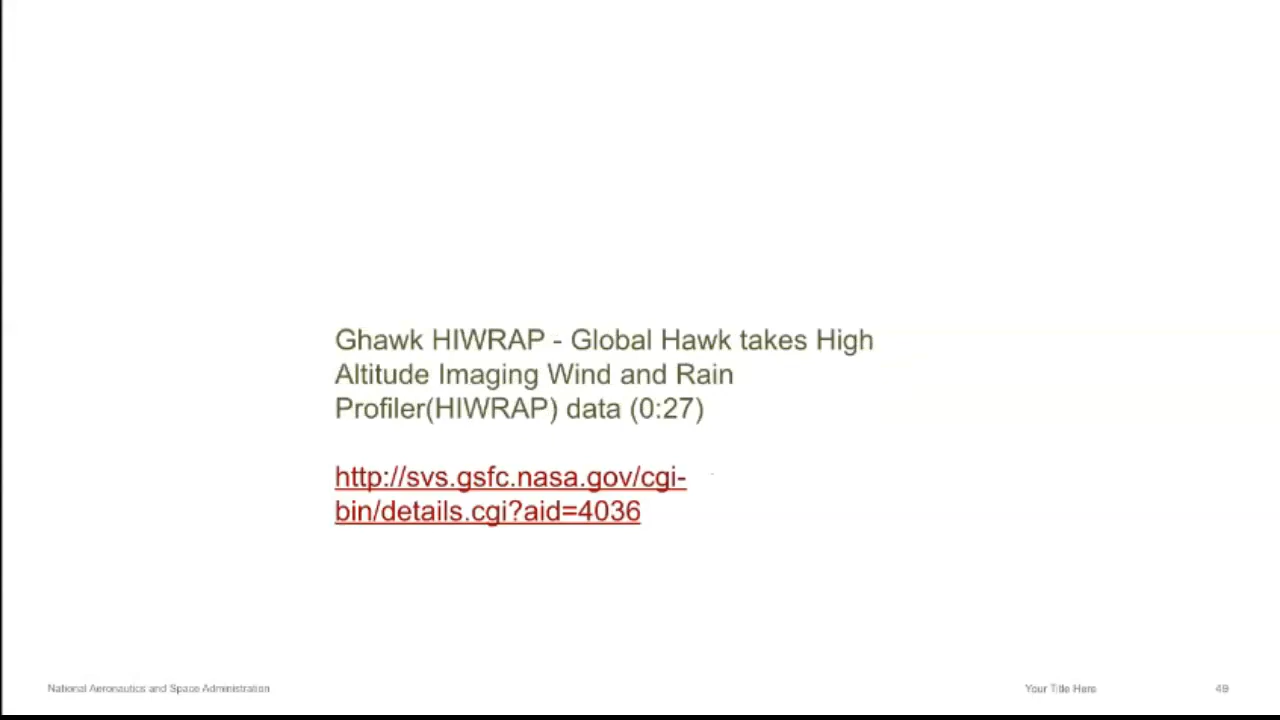 Ghawk HIWRAP - Global Hawk takes High
Altitude Imaging Wind and Rain
Profiler(HIWRAP) data (0:27)
http://svs.gsfc.nasa.gov/cgi-
bin/details.cgi?aid=4036
National Aeronautics and Space Administration
Your Title Here
49